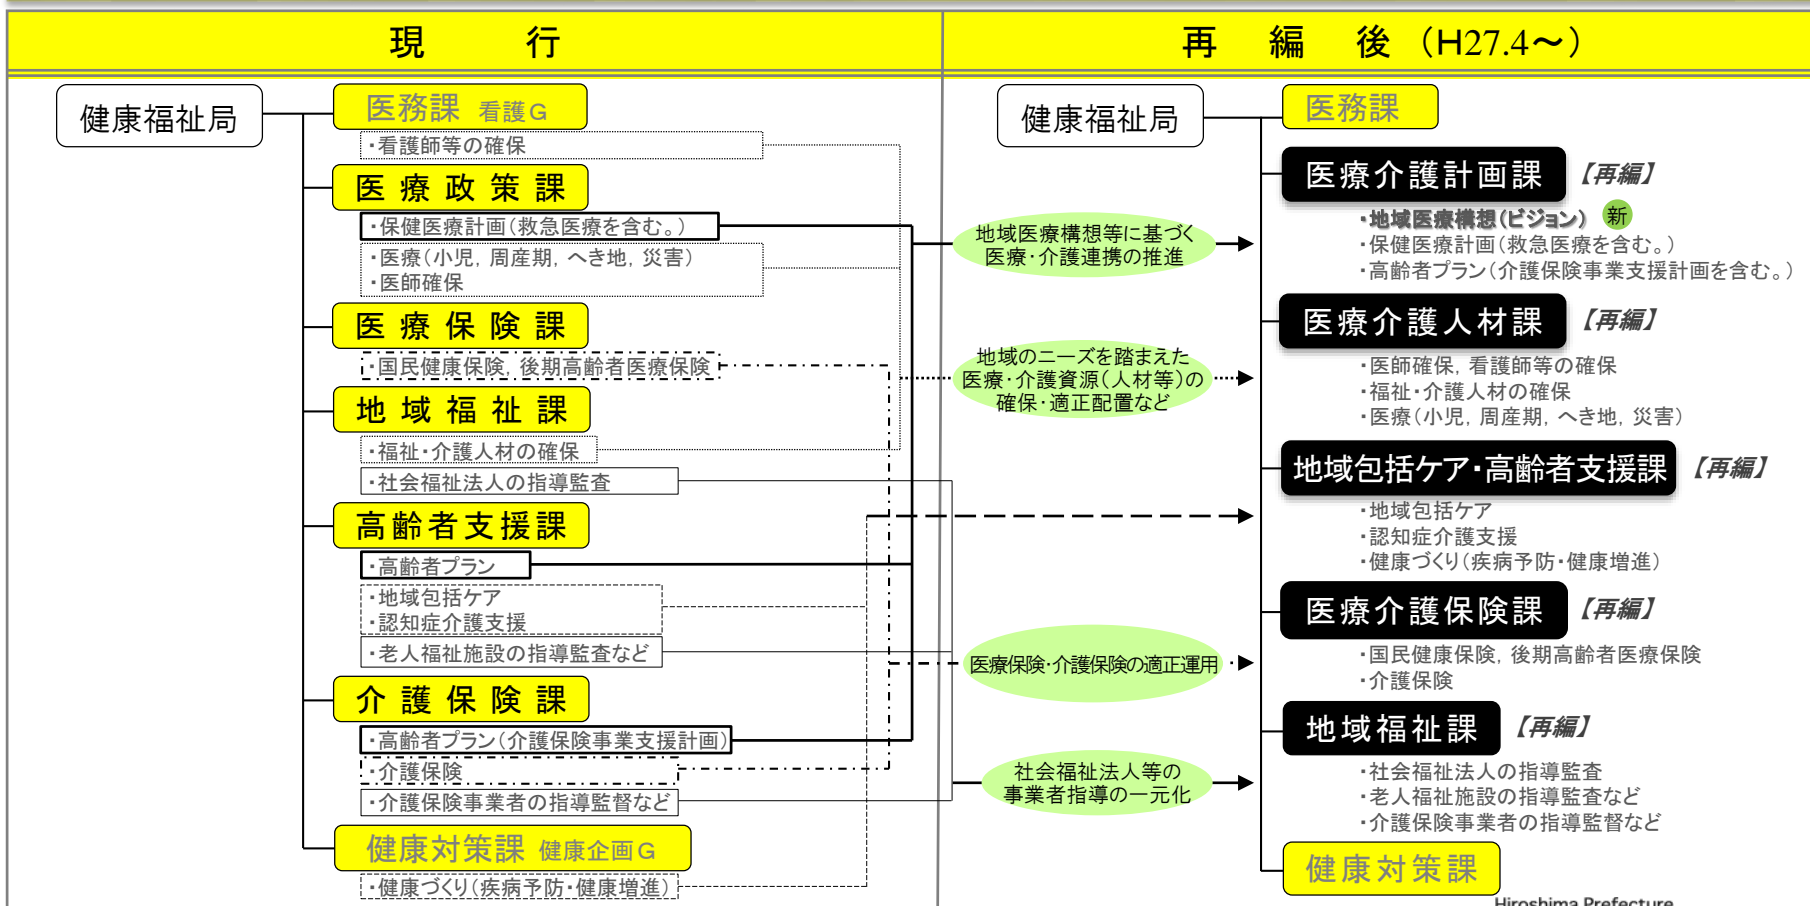 現 行
健康福祉局
医務課 看護G
・看護師等の確保
医療政策課
・保健医療計画(救急医療を含む。)
・医療(小児, 周産期, へき地, 災害)
・医師確保
医療保険課
・国民健康保険, 後期高齢者医療保険
地域福祉課
・福祉・介護人材の確保
・社会福祉法人の指導監査
高齢者支援課
・高齢者プラン
・地域包括ケア
・認知症介護支援
・老人福祉施設の指導監査など
介護保険課
・高齢者プラン(介護保険事業支援計画)
・介護保険
・介護保険事業者の指導監督など
健康対策課 健康企画G
・健康づくり(疾病予防・健康増進)
地域医療構想等に基づく
医療・介護連携の推進
地域のニーズを踏まえた
医療・介護資源(人材等)の
確保・適正配置など
医療保険・介護保険の適正運用
社会福祉法人等の
事業者指導の一元化
再 編 後 (H27.4～)
健康福祉局
医務課
医療介護計画課 【再編】
・地域医療構想(ビジョン) 新
・保健医療計画(救急医療を含む。)
・高齢者プラン(介護保険事業支援計画を含む。)
医療介護人材課 【再編】
・医師確保, 看護師等の確保
・福祉・介護人材の確保
・医療(小児, 周産期, へき地, 災害)
地域包括ケア・高齢者支援課 【再編】
・地域包括ケア
・認知症介護支援
・健康づくり(疾病予防・健康増進)
医療介護保険課 【再編】
・国民健康保険, 後期高齢者医療保険
・介護保険
地域福祉課 【再編】
・社会福祉法人の指導監査
・老人福祉施設の指導監査など
・介護保険事業者の指導監督など
健康対策課
Hiroshima Prefecture